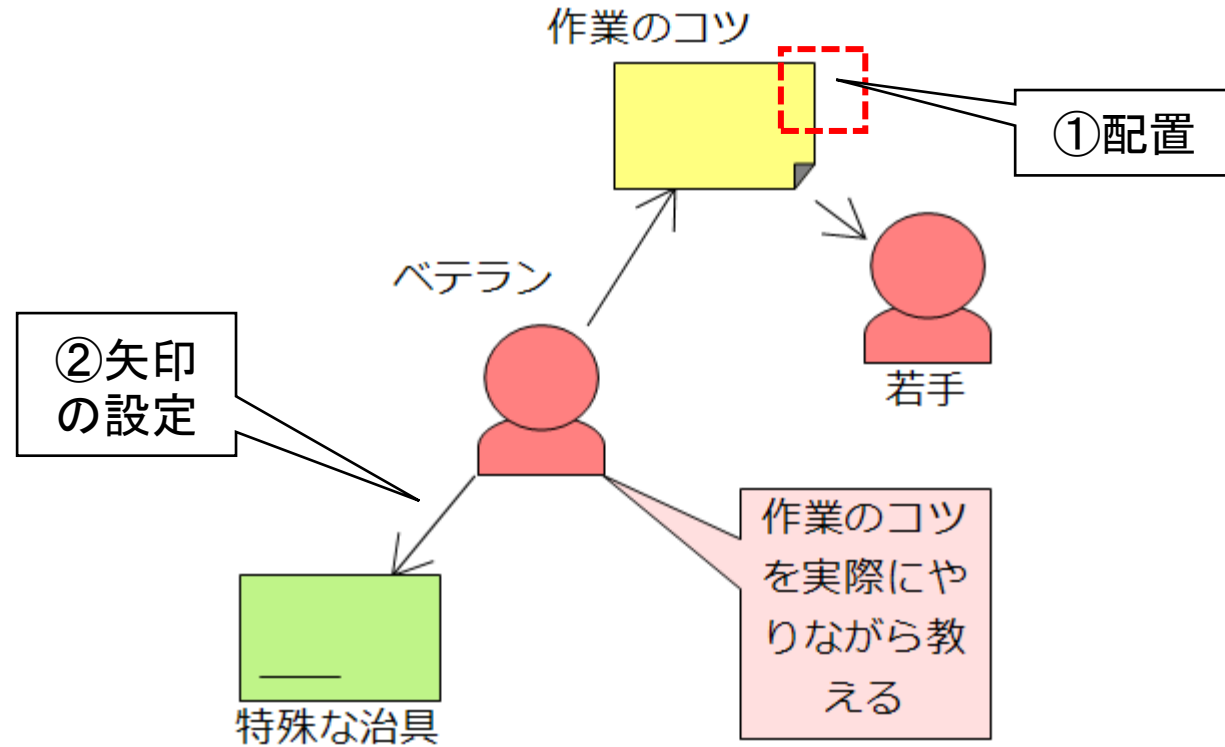 作業のコツ
①配置
ベテラン
若手
②矢印
の設定
作業のコツ
を実際にや
りながら教
える
特殊な治具